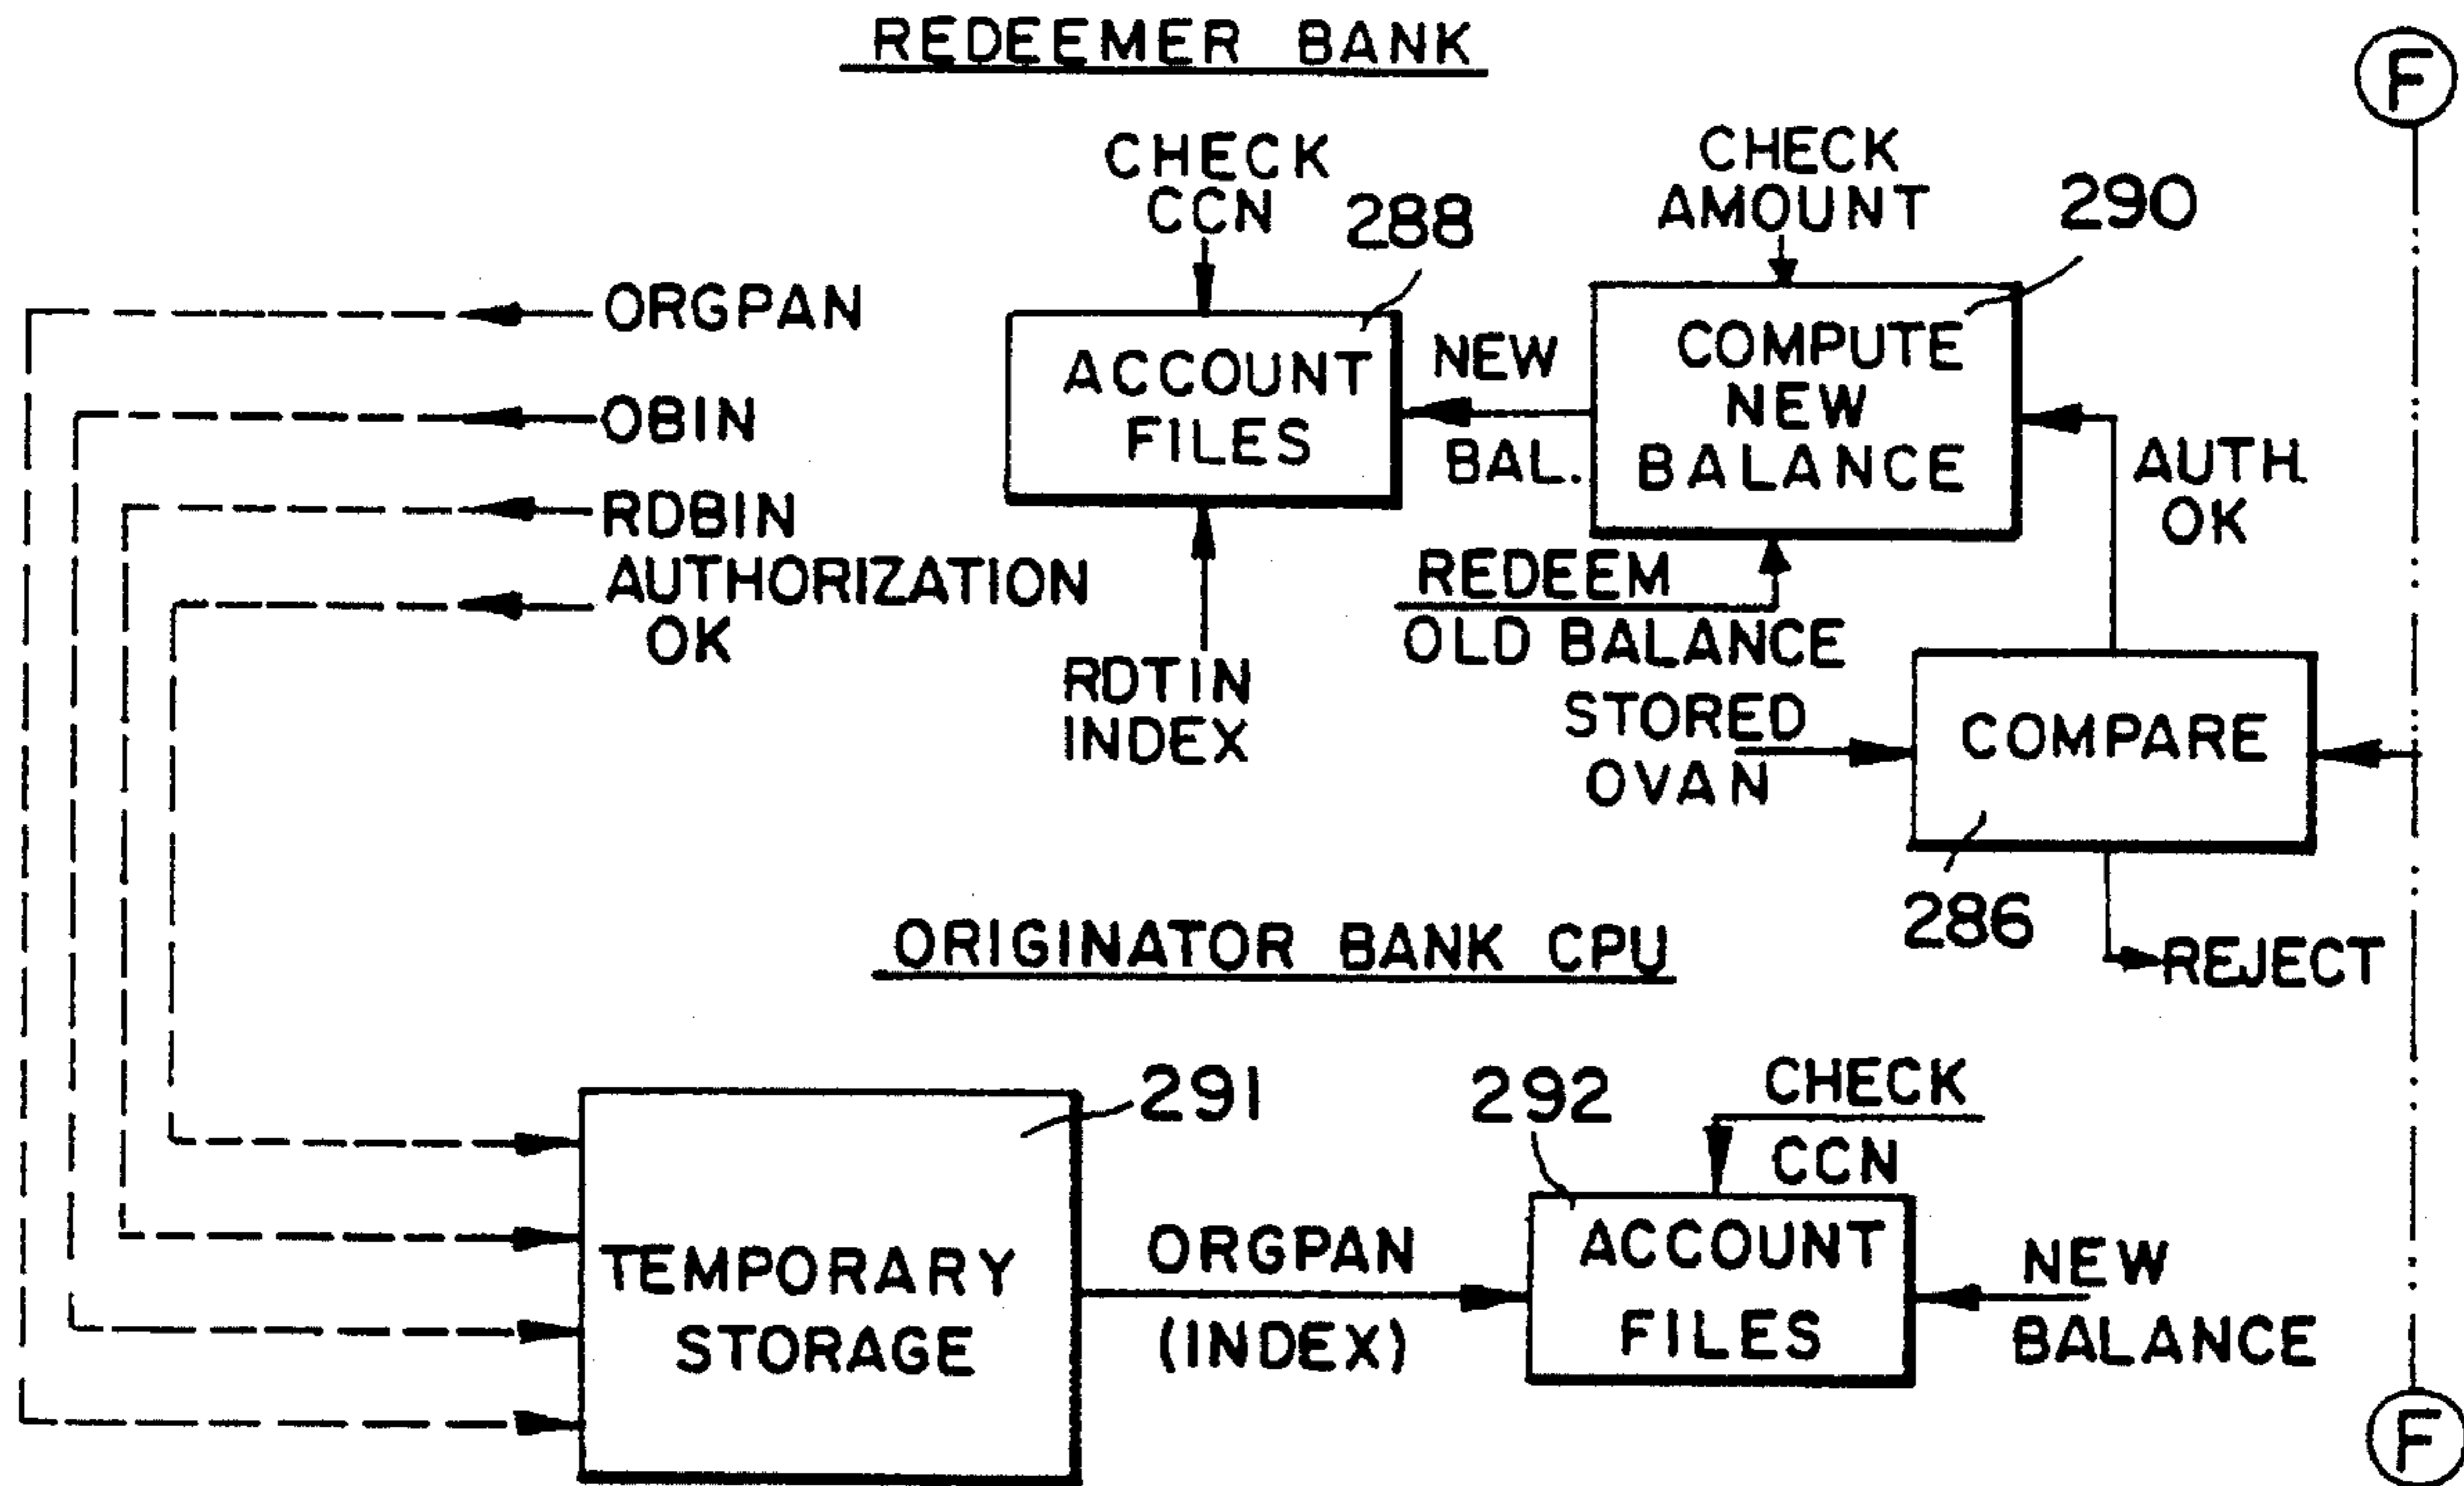 REDEEMER BANK
F
CHECK
CCN
288
CHECK
AMOUNT
290
ORGPAN
OBIN
RDBIN
AUTHORIZATION
OK
ACCOUNT
FILES
NEW
BAL.
COMPUTE
NEW
BALANCE
AUTH.
OK
RDTIN
INDEX
REDEEM
OLD BALANCE
STORED
OVAN
COMPARE
286
REJECT
ORIGINATOR BANK CPU
291
292
CHECK
CCN
TEMPORARY
STORAGE
ORGPAN
(INDEX)
ACCOUNT
FILES
NEW
BALANCE
F